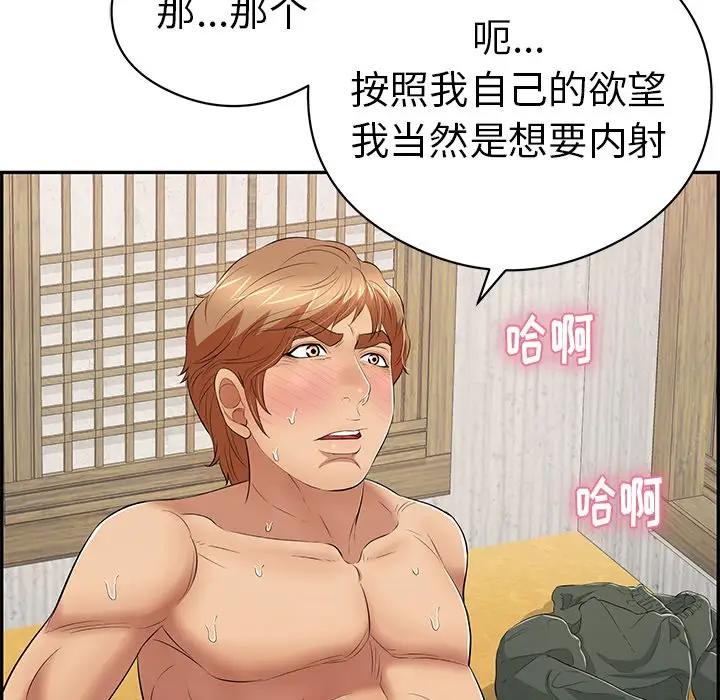 那…那个
呃…
按照我自己的欲望
我当然是想要内射
哈啊
哈啊